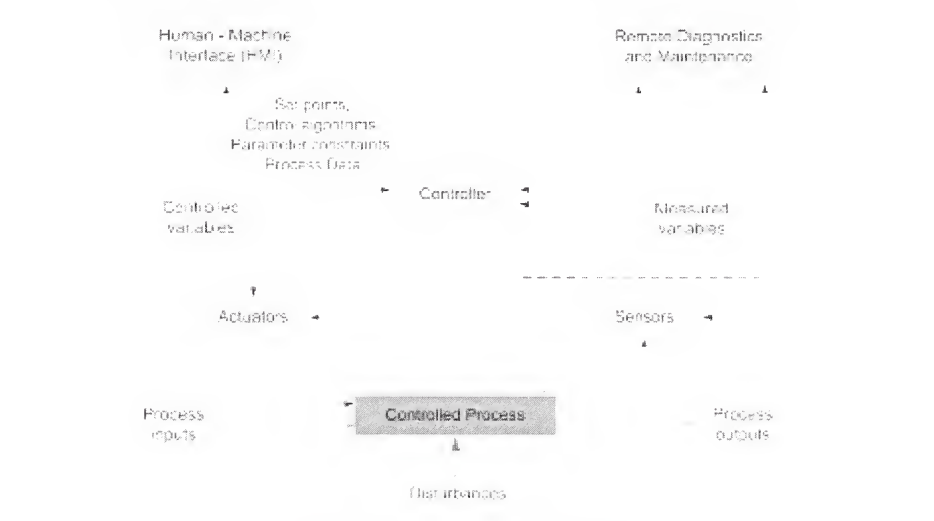 Human - Machine
Interface (HMI)
Remote Diagnostics
and Maintenance
Set points,
Control algorithms
Parameter constraints
Process Data
Controller
Controlled
variables
Measured
variables
Actuators
Sensors
Controlled Process
Process
inputs
Process
outputs
Disturbances